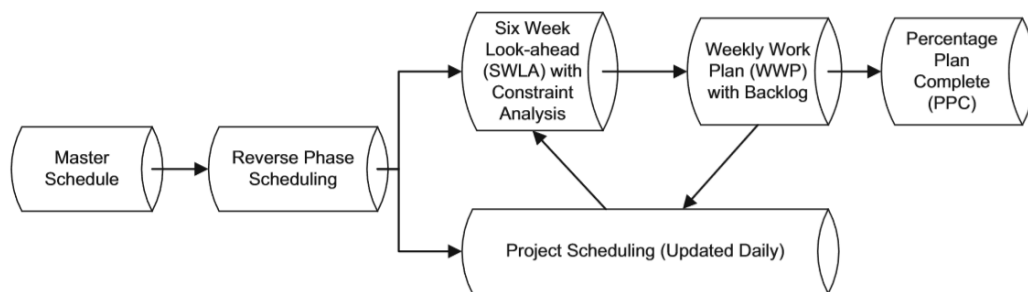 Master
Schedule
Reverse Phase
Scheduling
Six Week
Look-ahead
(SWLA) with
Constraint
Analysis
Weekly Work
Plan (WWP)
with Backlog
Percentage
Plan
Complete
(PPC)
Project Scheduling (Updated Daily)